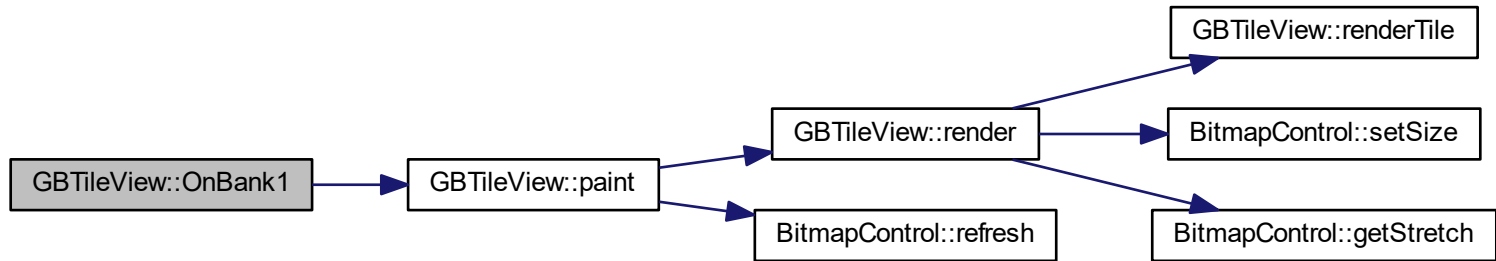 GBTileView::OnBank1
GBTileView::paint
GBTileView::render
BitmapControl::refresh
GBTileView::renderTile
BitmapControl::setSize
BitmapControl::getStretch